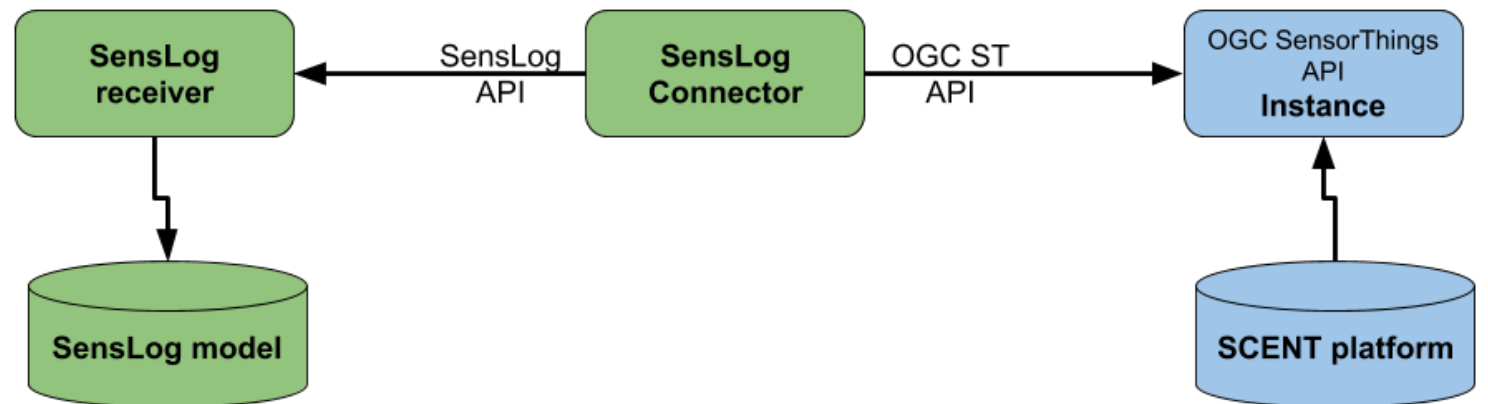 SensLog
receiver
SensLog
API
SensLog
Connector
OGC ST
API
OGC SensorThings
API
Instance
SensLog model
SCENT platform